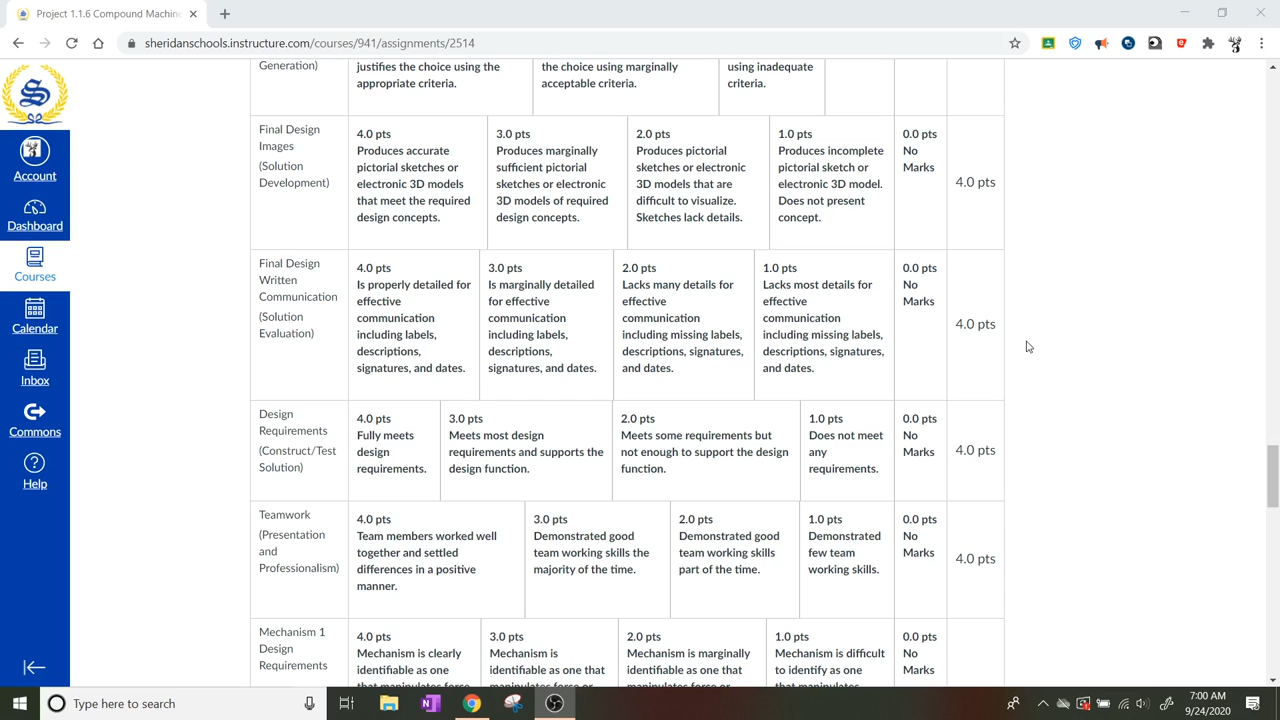 Project 1.1.6 Compound Machine
sheridanschools.instructure.com/courses/941/assignments/2514
S
Account
Dashboard
Courses
Calendar
Inbox
Commons
Help
Generation)
justifies the choice using the
appropriate criteria.
the choice using marginally
acceptable criteria.
using inadequate
criteria.
Final Design
Images
(Solution
Development)
4.0 pts
Produces accurate
pictorial sketches or
electronic 3D models
that meet the required
design concepts.
3.0 pts
Produces marginally
sufficient pictorial
sketches or electronic
3D models of required
design concepts.
2.0 pts
Produces pictorial
sketches or electronic
3D models that are
difficult to visualize.
Sketches lack details.
1.0 pts
Produces incomplete
pictorial sketch or
electronic 3D model.
Does not present
concept.
0.0 pts
No
Marks
4.0 pts
Final Design
Written
Communication
(Solution
Evaluation)
4.0 pts
Is properly detailed for
effective
communication
including labels,
descriptions,
signatures, and dates.
3.0 pts
Is marginally detailed
for effective
communication
including labels,
descriptions,
signatures, and dates.
2.0 pts
Lacks many details for
effective
communication
including missing labels,
descriptions, signatures,
and dates.
1.0 pts
Lacks most details for
effective
communication
including missing labels,
descriptions, signatures,
and dates.
0.0 pts
No
Marks
4.0 pts
Design
Requirements
(Construct/Test
Solution)
4.0 pts
Fully meets
design
requirements.
3.0 pts
Meets most design
requirements and supports the
design function.
2.0 pts
Meets some requirements but
not enough to support the design
function.
1.0 pts
Does not meet
any
requirements.
0.0 pts
No
Marks
4.0 pts
Teamwork
(Presentation
and
Professionalism)
4.0 pts
Team members worked well
together and settled
differences in a positive
manner.
3.0 pts
Demonstrated good
team working skills the
majority of the time.
2.0 pts
Demonstrated good
team working skills
part of the time.
1.0 pts
Demonstrated
few team
working skills.
0.0 pts
No
Marks
4.0 pts
Mechanism 1
Design
Requirements
4.0 pts
Mechanism is clearly
identifiable as one
that manipulates force
3.0 pts
Mechanism is
identifiable as one that
manipulates force or
2.0 pts
Mechanism is marginally
identifiable as one that
manipulates force or
1.0 pts
Mechanism is difficult
to identify as one
that manipulates
0.0 pts
No
Marks
Type here to search
7:00 AM
9/24/2020